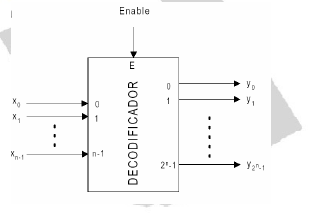 Enable
E
x₀ 0
x₁ 1
xₙ₋₁ n-1
DECODIFICADOR
0 y₀
1 y₁
2ⁿ-1 y₂ⁿ-₁